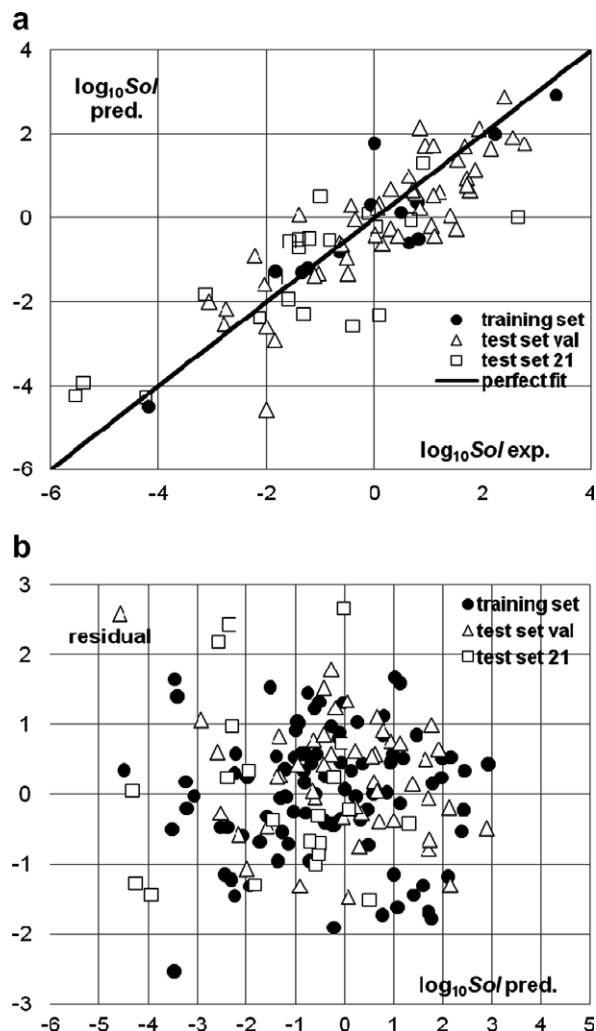 a
4
log₁₀Sol
pred.
2
0
training set
-2
test set val
test set 21
perfect fit
-4
log₁₀Sol exp.
-6
-6 -4 -2 0 2 4
b
3
training set
test set val
residual
2
test set 21
1
0
-1
-2
log₁₀Sol pred.
-3
-6 -5 -4 -3 -2 -1 0 1 2 3 4 5